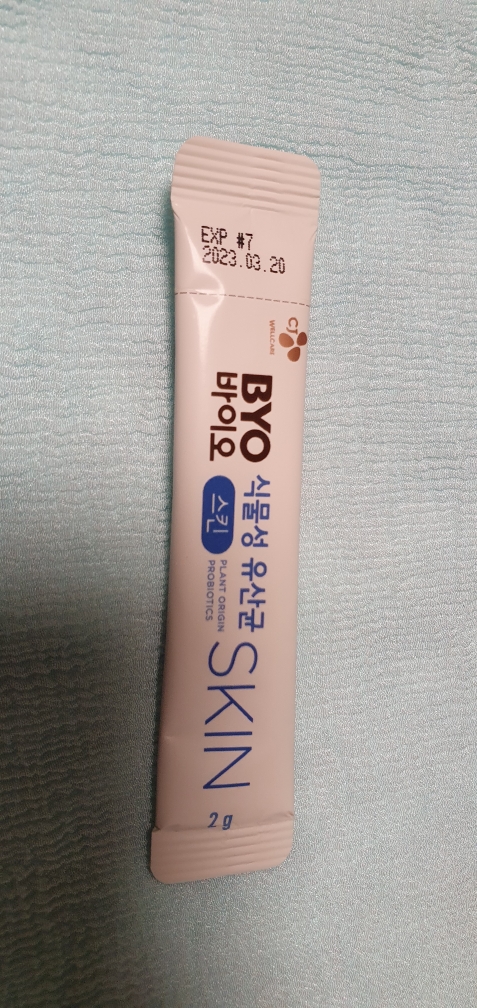 EXP #7
2023.03.20
CJ
WELLCARE
BYO
바이오
식물성 유산균
스킨
PLANT ORIGIN
PROBIOTICS
SKIN
2 g